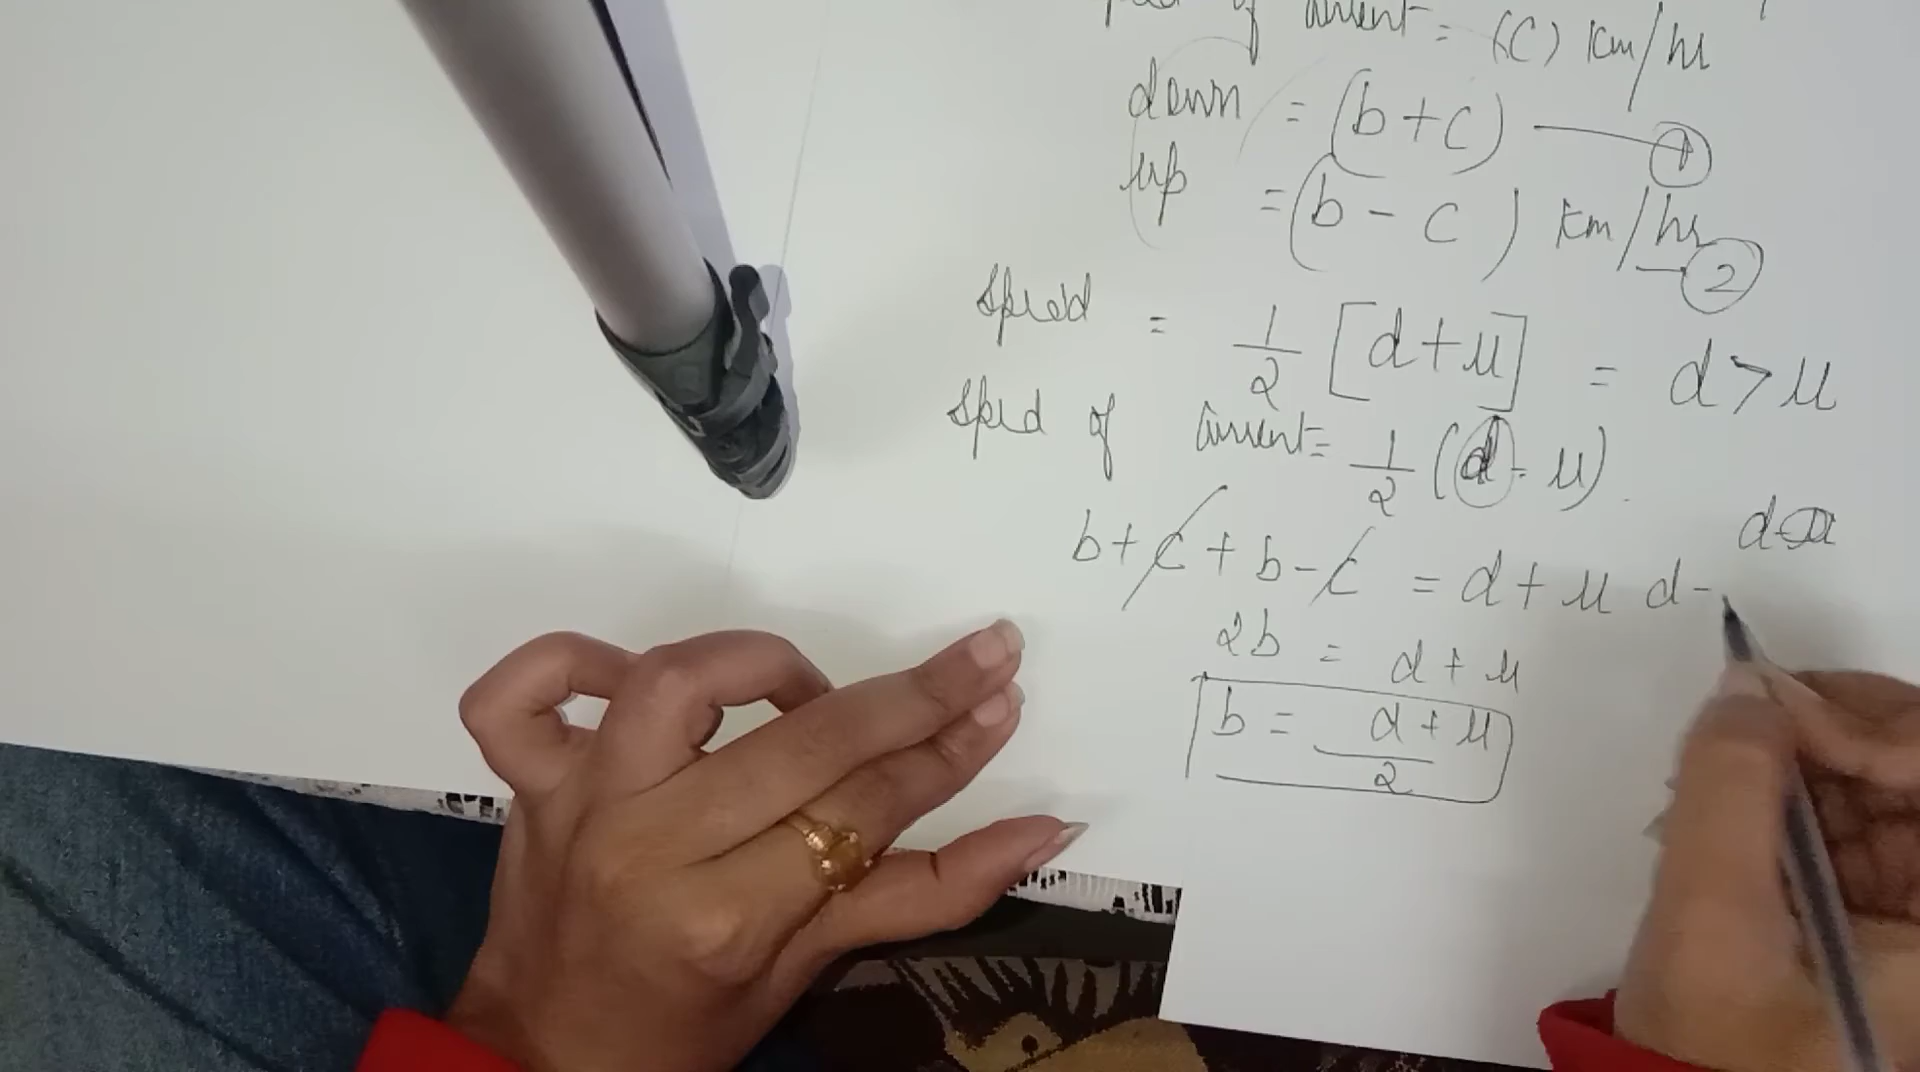 of current = (C) Km/hr
down = (b+c) ①
up = (b - c) km/hr ②
speed = 1/2 [d+u] = d>u
speed of current = 1/2 (d - u)
d-u
b+c+b-c = d+u d-
2b = d+u
b = d+u/2